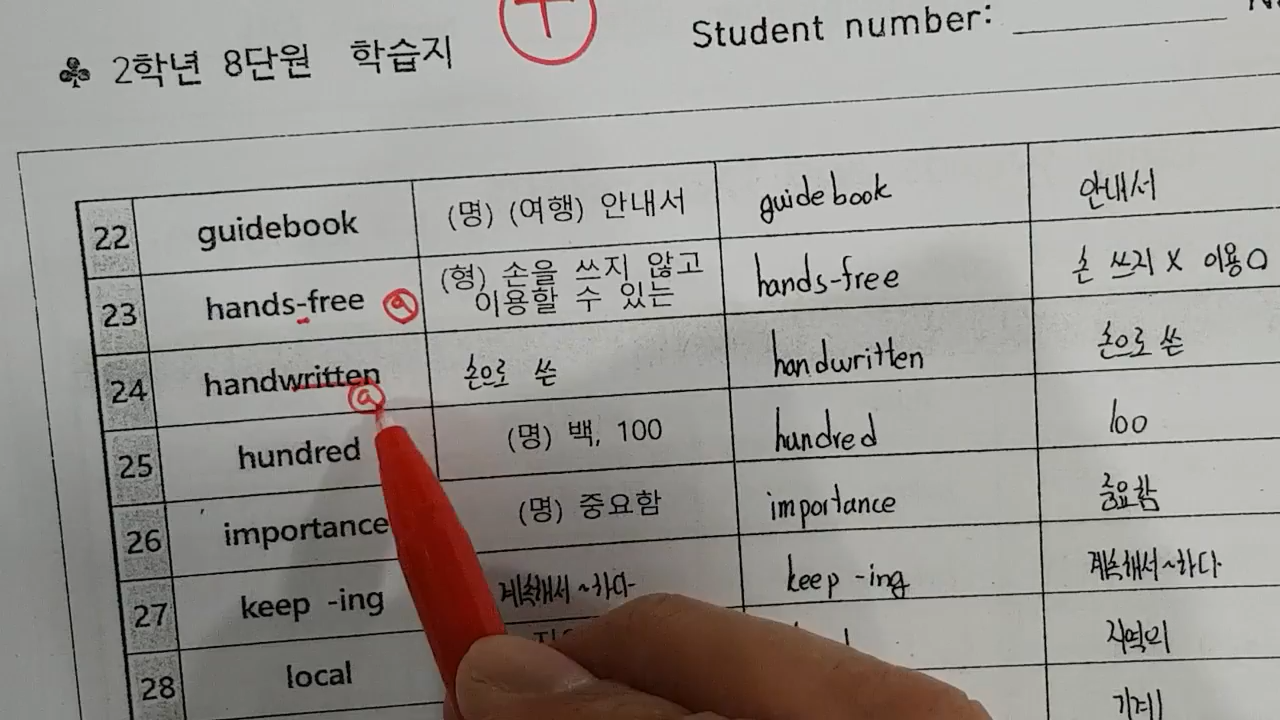 ♣ 2학년 8단원 학습지
Student number:
22 guidebook (명) (여행) 안내서 guidebook 안내서
23 hands-free ⓐ (형) 손을 쓰지 않고 이용할 수 있는 hands-free 손 쓰지 X 이용O
24 handwritten ⓐ 손으로 쓴 handwritten 손으로 쓴
25 hundred (명) 백, 100 hundred 100
26 importance (명) 중요함 importance 중요함
27 keep -ing 계속해서 ~하다 keep -ing 계속해서 ~하다
28 local 지역의
기계